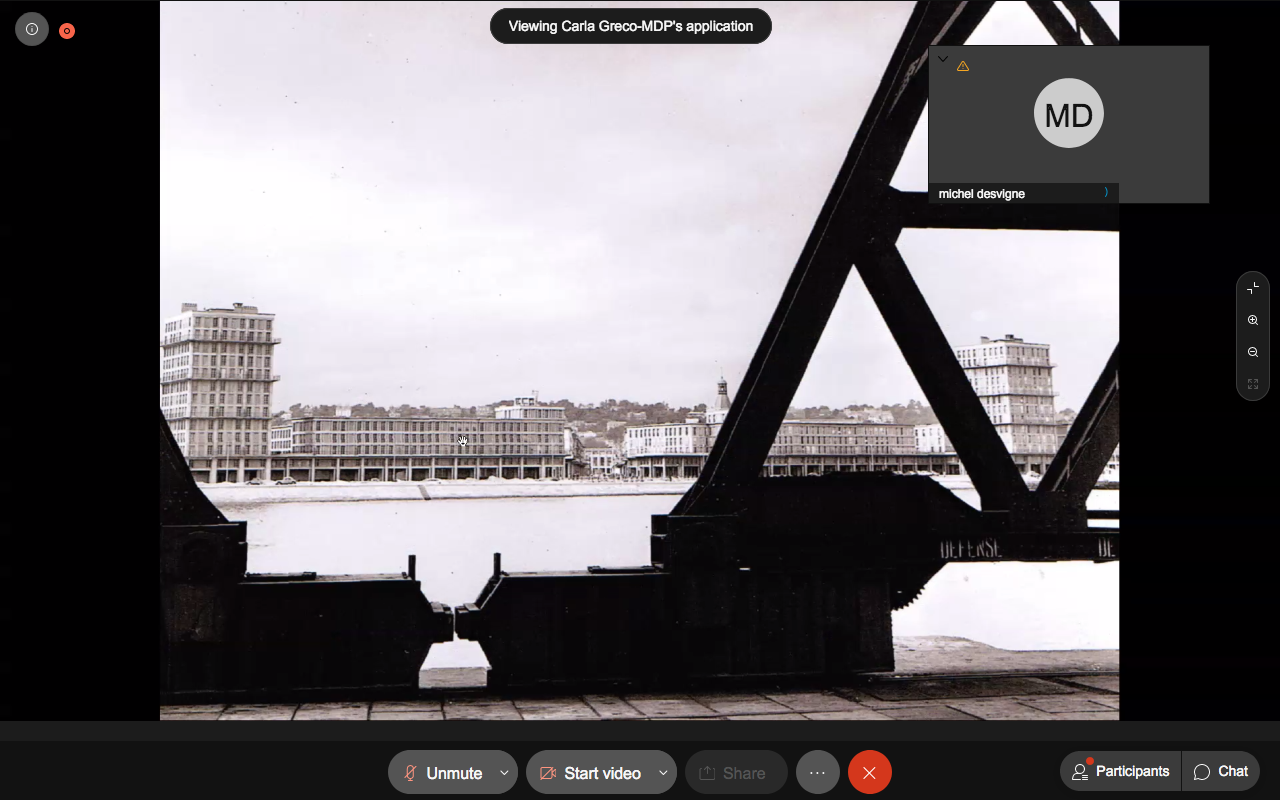 Viewing Carla Greco-MDP's application
MD
michel desvigne
DEFENSE
DE
Unmute
Start video
Share
Participants
Chat